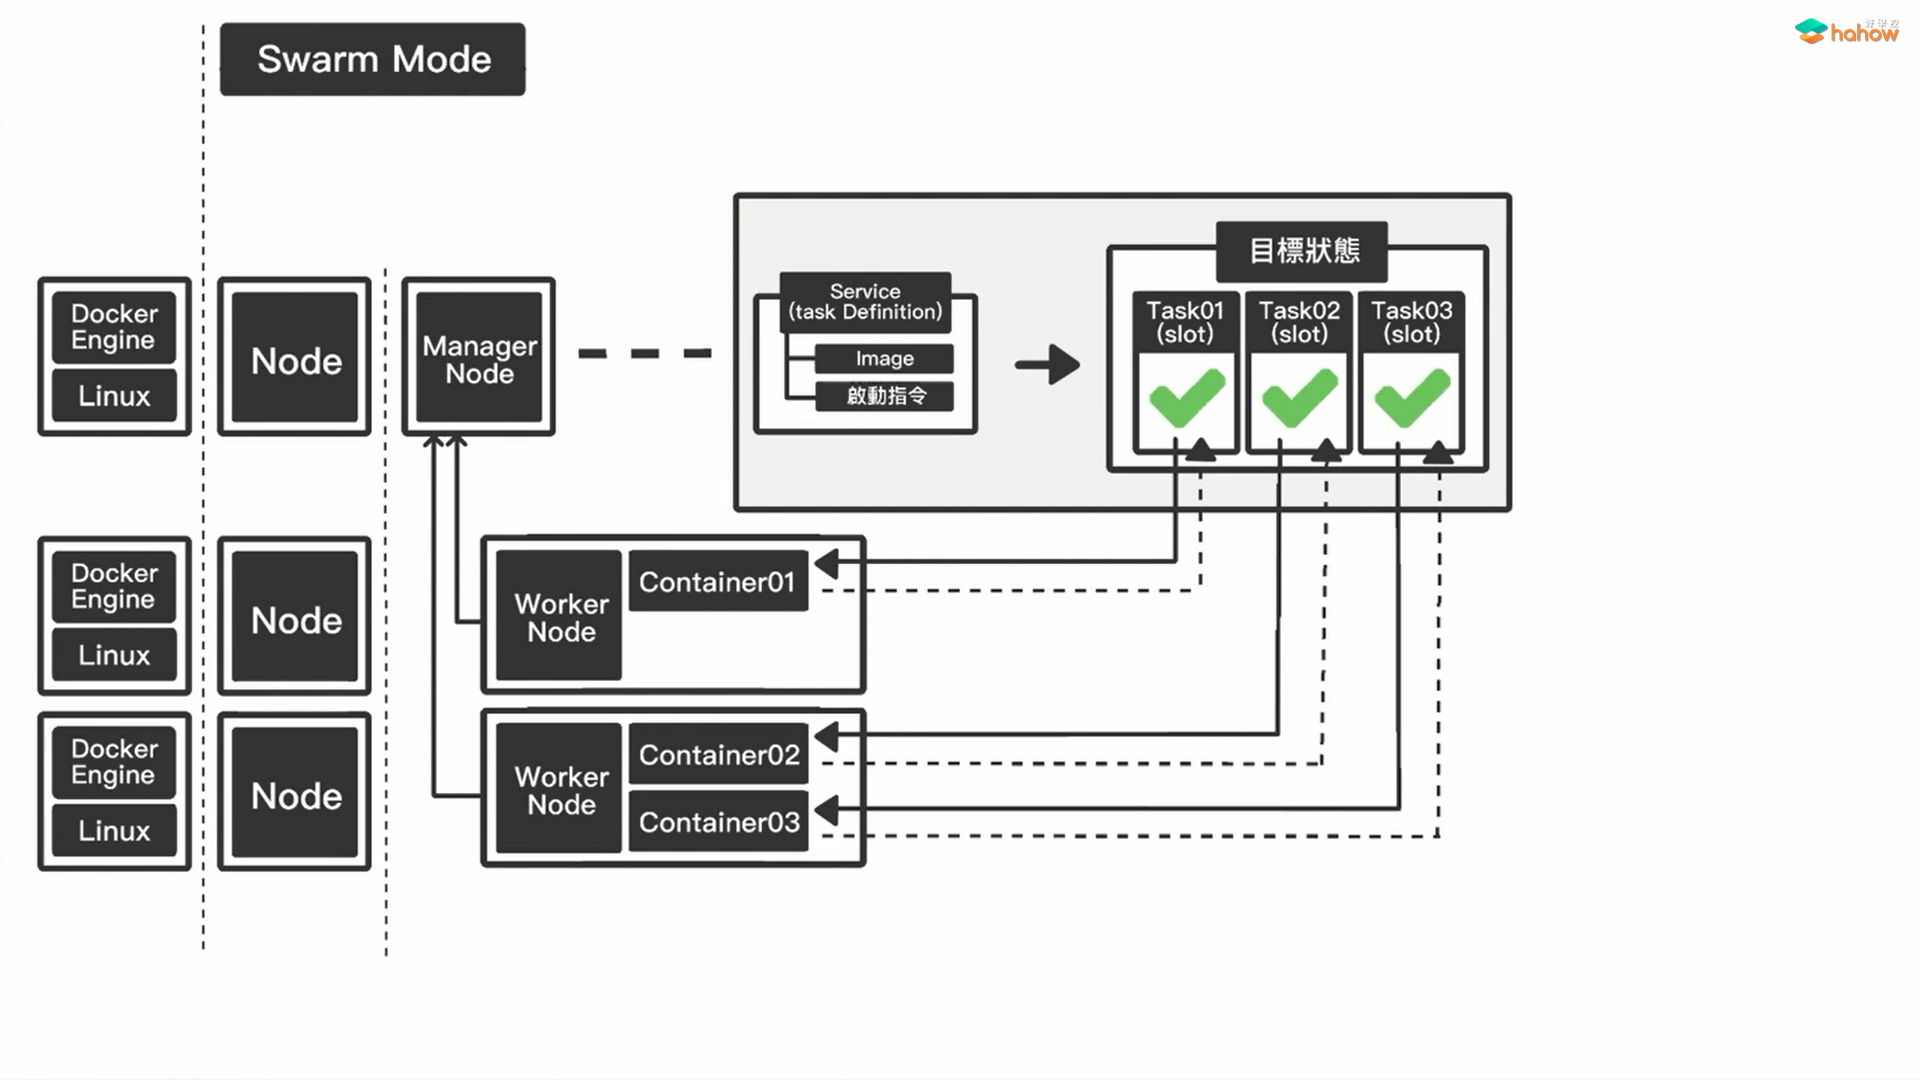 Swarm Mode
好學校
hahow
目標狀態
Service
(task Definition)
Image
啟動指令
Task01
(slot)
Task02
(slot)
Task03
(slot)
Docker
Engine
Linux
Node
Manager
Node
Docker
Engine
Linux
Node
Worker
Node
Container01
Docker
Engine
Linux
Node
Worker
Node
Container02
Container03